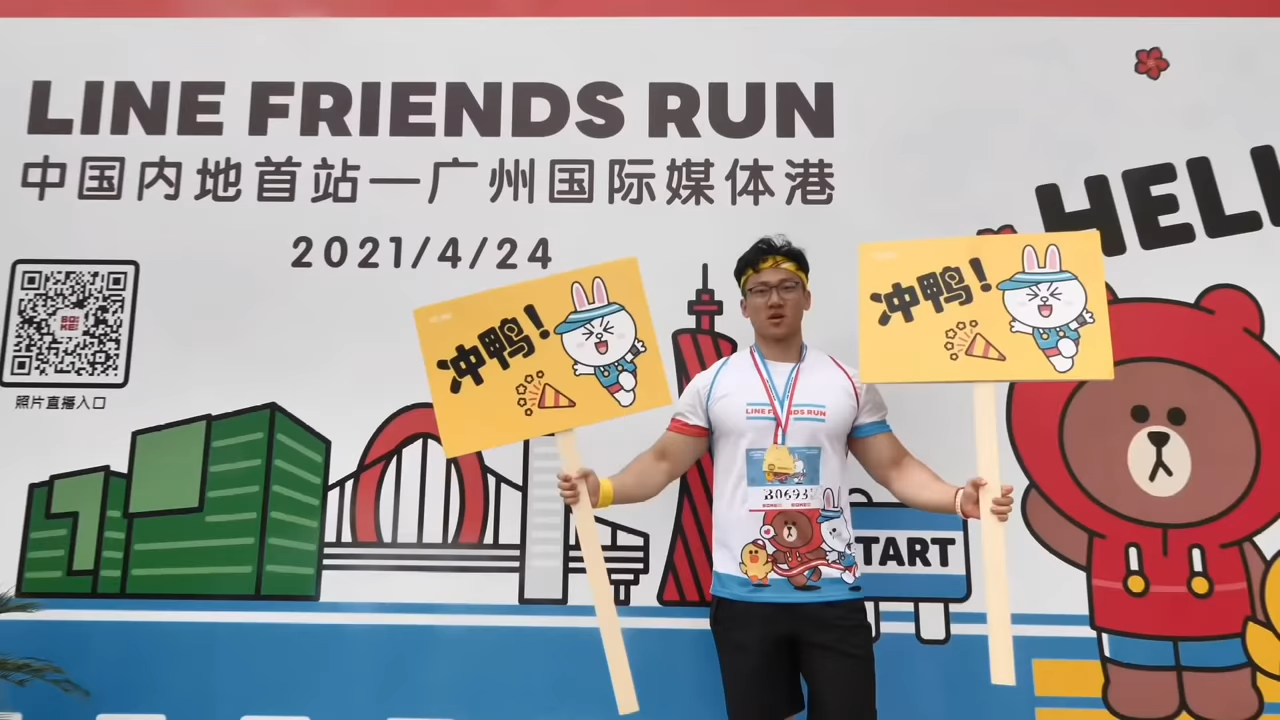 LINE FRIENDS RUN
中国内地首站—广州国际媒体港
2021/4/24
照片直播入口
冲鸭!
冲鸭!
LINE FRIENDS RUN
B0693
START